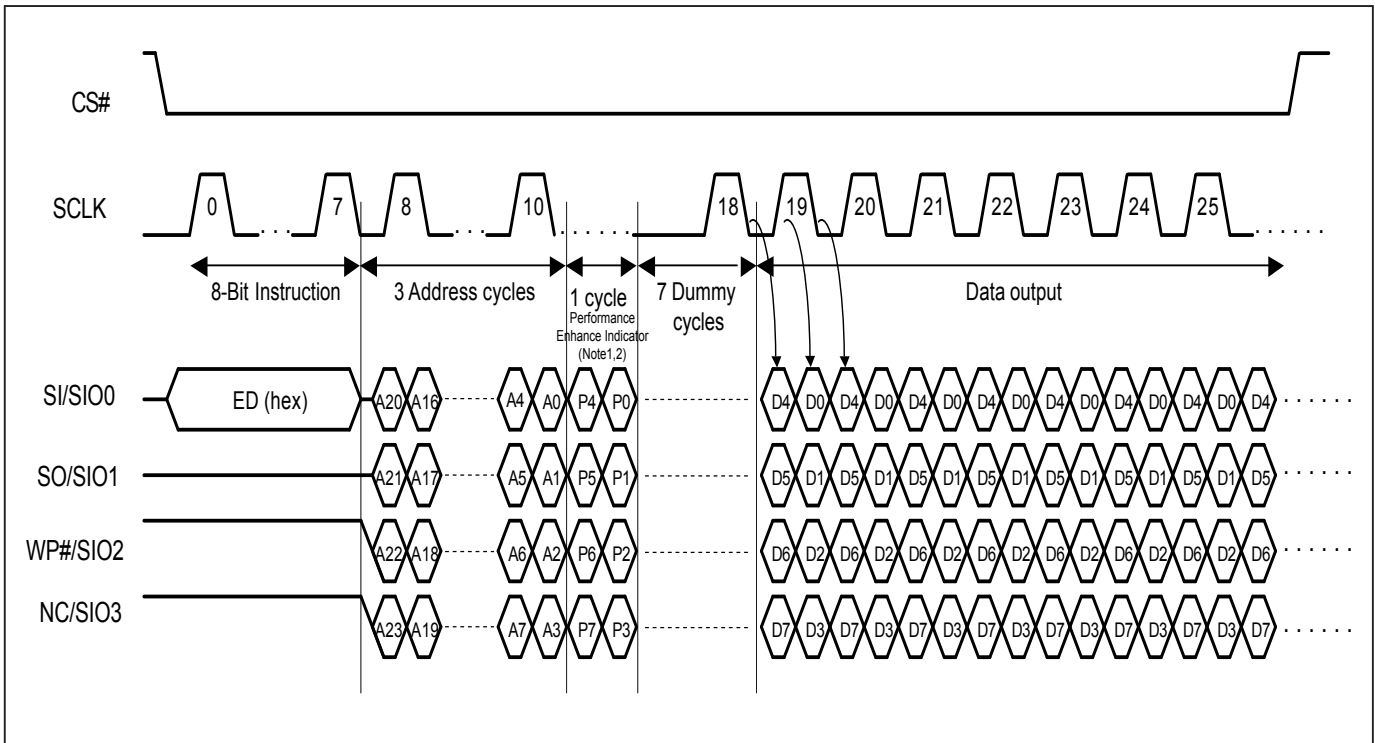 CS#
SCLK
0 7 8 10 18 19 20 21 22 23 24 25
8-Bit Instruction
3 Address cycles
1 cycle
Performance
Enhance Indicator
(Note1,2)
7 Dummy
cycles
Data output
SI/SIO0
ED (hex)
A20 A16 A4 A0 P4 P0 D4 D0 D4 D0 D4 D0 D4 D0 D4 D0 D4 D0 D4 D0 D4
SO/SIO1
A21 A17 A5 A1 P5 P1 D5 D1 D5 D1 D5 D1 D5 D1 D5 D1 D5 D1 D5 D1 D5
WP#/SIO2
A22 A18 A6 A2 P6 P2 D6 D2 D6 D2 D6 D2 D6 D2 D6 D2 D6 D2 D6 D2 D6
NC/SIO3
A23 A19 A7 A3 P7 P3 D7 D3 D7 D3 D7 D3 D7 D3 D7 D3 D7 D3 D7 D3 D7